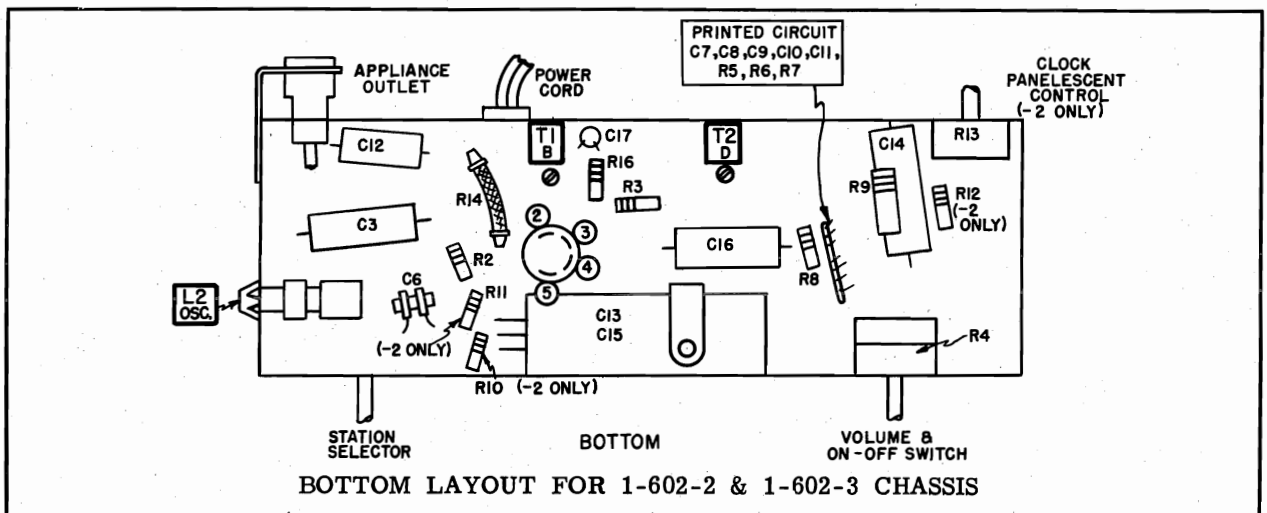 PRINTED CIRCUIT
C7,C8,C9,C10,C11,
R5, R6, R7
APPLIANCE
OUTLET
POWER
CORD
CLOCK
PANELESCENT
CONTROL
(-2 ONLY)
C12
T1
B
C17
R16
T2
D
C14
R13
R14
R3
R9
R12
(-2
ONLY)
C3
2
3
4
5
C16
R8
R2
L2
OSC.
C6
R11
(-2 ONLY)
C13
C15
R4
R10 (-2 ONLY)
STATION
SELECTOR
BOTTOM
VOLUME &
ON-OFF SWITCH
BOTTOM LAYOUT FOR 1-602-2 & 1-602-3 CHASSIS